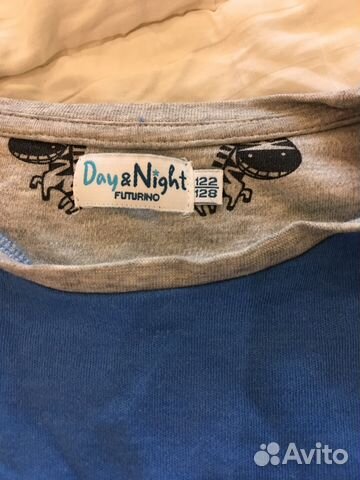 Day & Night
FUTURINO
122
128
Avito